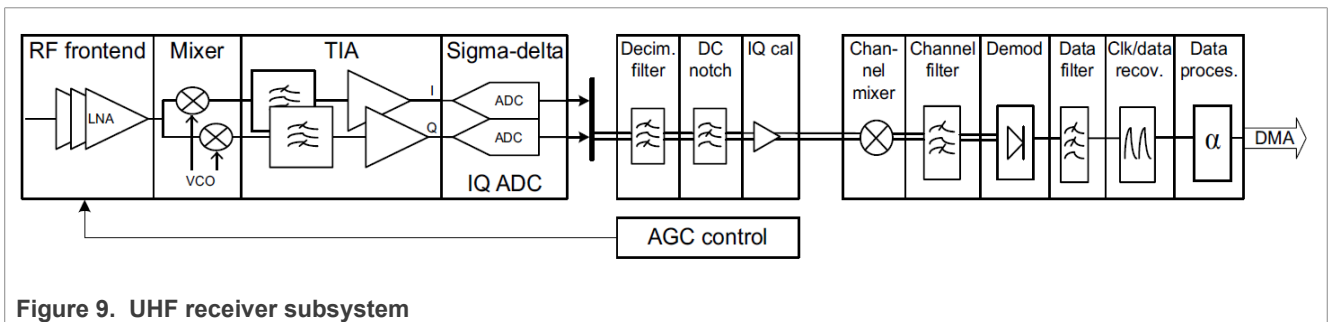 RF frontend
Mixer
TIA
Sigma-delta
Decim.
filter
DC
notch
IQ cal
Chan-
nel
mixer
Channel
filter
Demod
Data
filter
Clk/data
recov.
Data
proces.
LNA
I
Q
ADC
ADC
α
DMA
VCO
IQ ADC
AGC control
Figure 9. UHF receiver subsystem